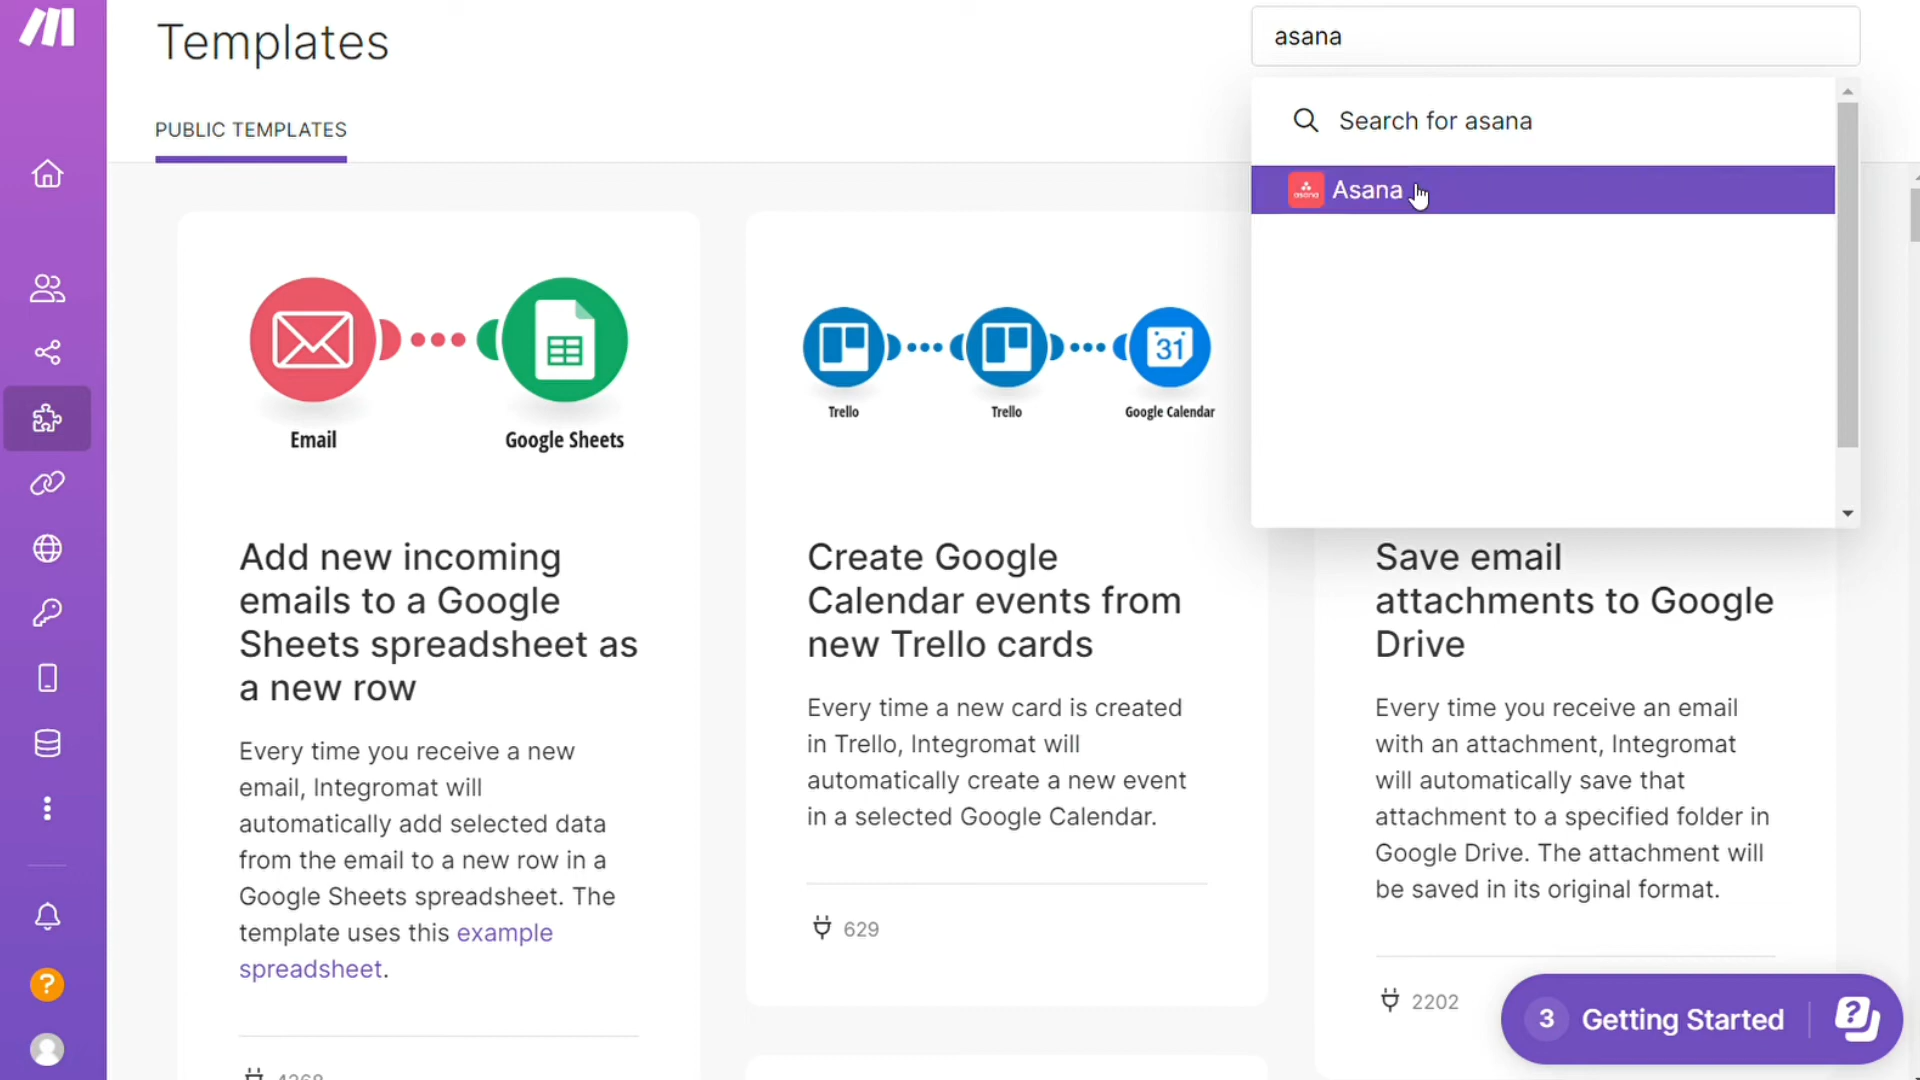 Templates
asana
PUBLIC TEMPLATES
Search for asana
asana
Asana
Email
Google Sheets
Trello
Trello
31
Google Calendar
Add new incoming
emails to a Google
Sheets spreadsheet as
a new row
Every time you receive a new
email, Integromat will
automatically add selected data
from the email to a new row in a
Google Sheets spreadsheet. The
template uses this example
spreadsheet.
Create Google
Calendar events from
new Trello cards
Every time a new card is created
in Trello, Integromat will
automatically create a new event
in a selected Google Calendar.
629
Save email
attachments to Google
Drive
Every time you receive an email
with an attachment, Integromat
will automatically save that
attachment to a specified folder in
Google Drive. The attachment will
be saved in its original format.
2202
?
3 Getting Started ?